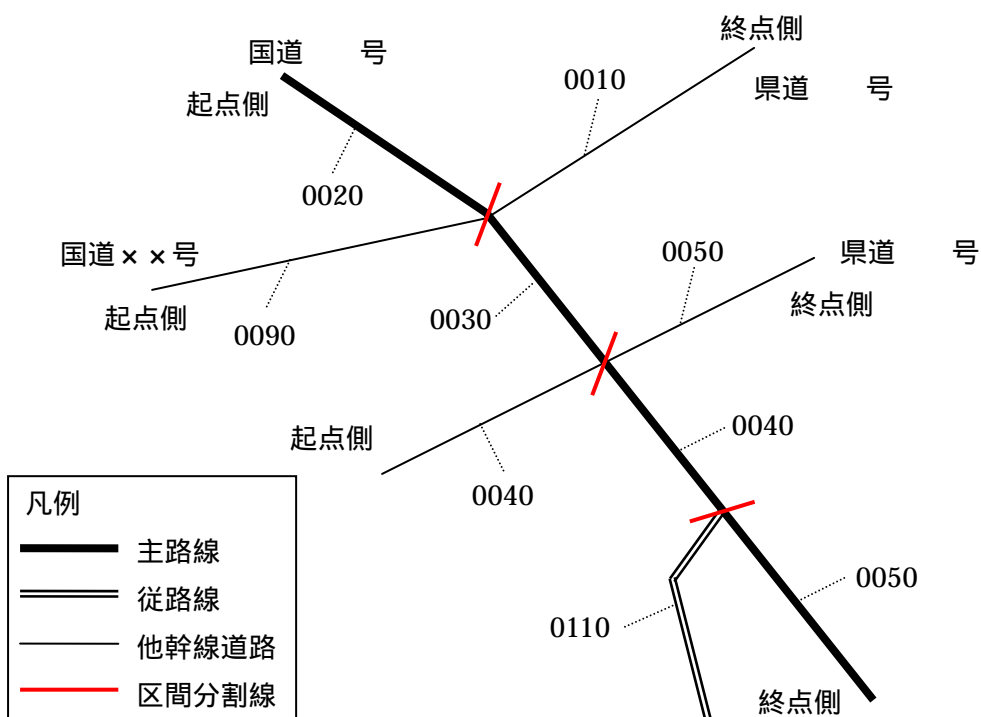 終点側
国道 号
0010
県道 号
起点側
0020
国道××号
0050
県道 号
起点側
0030
終点側
0090
起点側
0040
0040
凡例
主路線
従路線
他幹線道路
区間分割線
0050
0110
終点側